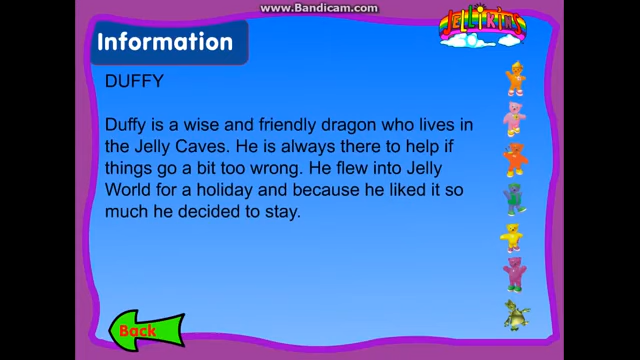 www.Bandicam.com
JELLIKINS
Information
DUFFY
Duffy is a wise and friendly dragon who lives in
the Jelly Caves. He is always there to help if
things go a bit too wrong. He flew into Jelly
World for a holiday and because he liked it so
much he decided to stay.
Back